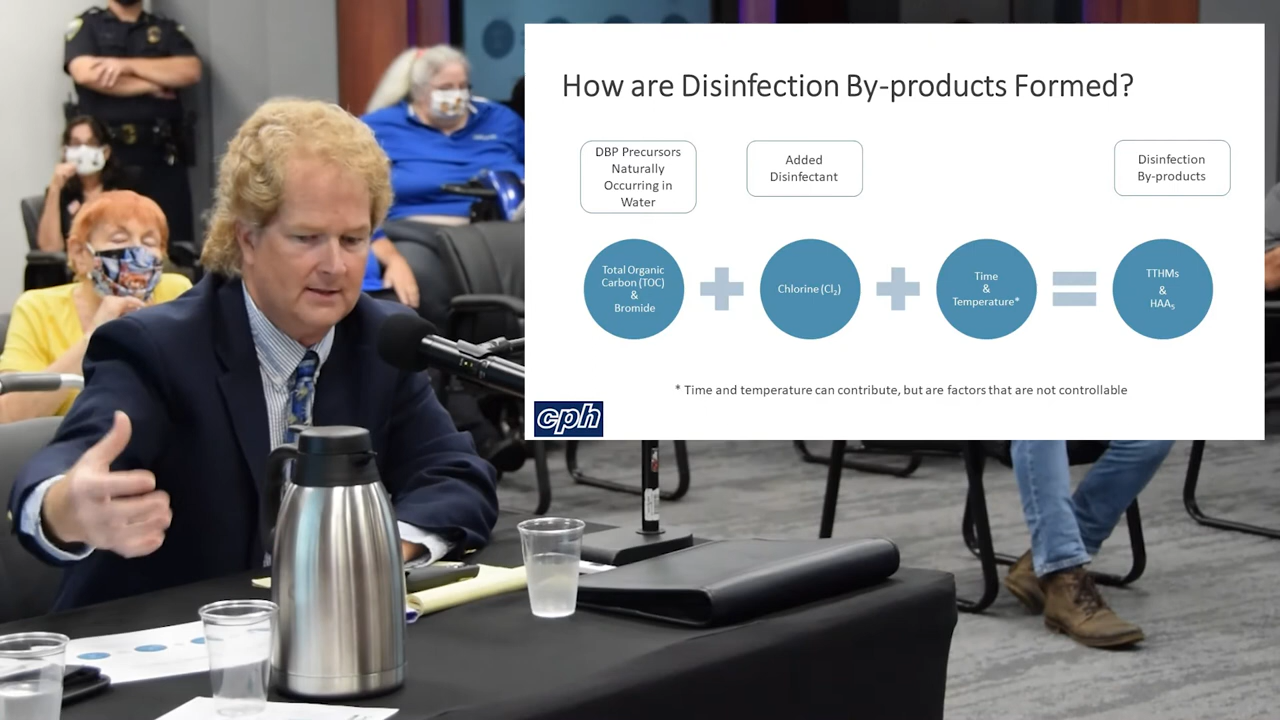 How are Disinfection By-products Formed?
DBP Precursors
Naturally
Occurring in
Water
Added
Disinfectant
Disinfection
By-products
Total Organic
Carbon (TOC)
&
Bromide
Chlorine (Cl₂)
Time
&
Temperature*
TTHMs
&
HAA₅
* Time and temperature can contribute, but are factors that are not controllable
cph